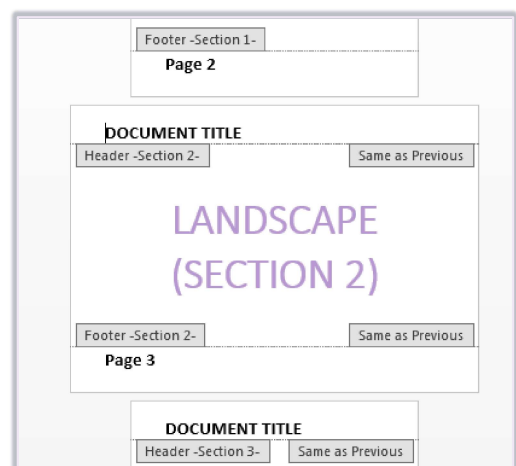 Footer -Section 1-
Page 2
DOCUMENT TITLE
Header -Section 2- Same as Previous
LANDSCAPE
(SECTION 2)
Footer -Section 2- Same as Previous
Page 3
DOCUMENT TITLE
Header -Section 3- Same as Previous